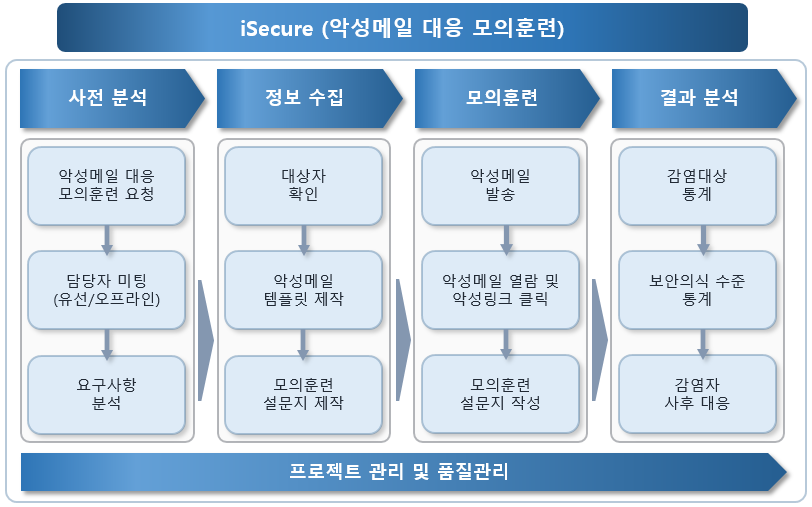 iSecure (악성메일 대응 모의훈련)
사전 분석
정보 수집
모의훈련
결과 분석
악성메일 대응
모의훈련 요청
담당자 미팅
(유선/오프라인)
요구사항
분석
대상자
확인
악성메일
템플릿 제작
모의훈련
설문지 제작
악성메일
발송
악성메일 열람 및
악성링크 클릭
모의훈련
설문지 작성
감염대상
통계
보안의식 수준
통계
감염자
사후 대응
프로젝트 관리 및 품질관리